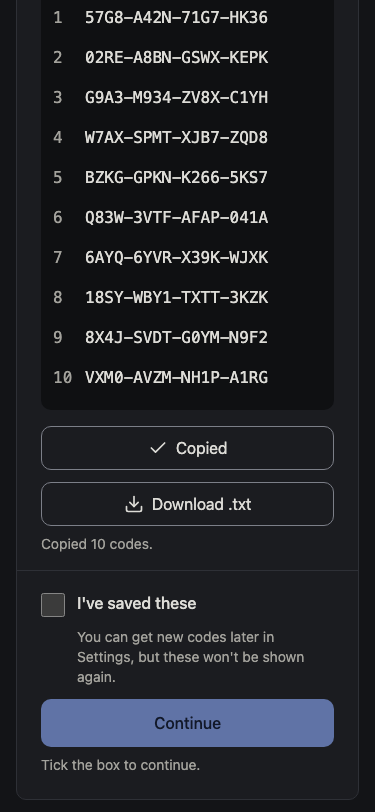 1 57G8-A42N-71G7-HK36
2 02RE-A8BN-GSWX-KEPK
3 G9A3-M934-ZV8X-C1YH
4 W7AX-SPMT-XJB7-ZQD8
5 BZKG-GPKN-K266-5KS7
6 Q83W-3VTF-AFAP-041A
7 6AYQ-6YVR-X39K-WJXK
8 18SY-WBY1-TXTT-3KZK
9 8X4J-SVDT-G0YM-N9F2
10 VXM0-AVZM-NH1P-A1RG
Copied
Download .txt
Copied 10 codes.
I've saved these
You can get new codes later in
Settings, but these won't be shown
again.
Continue
Tick the box to continue.